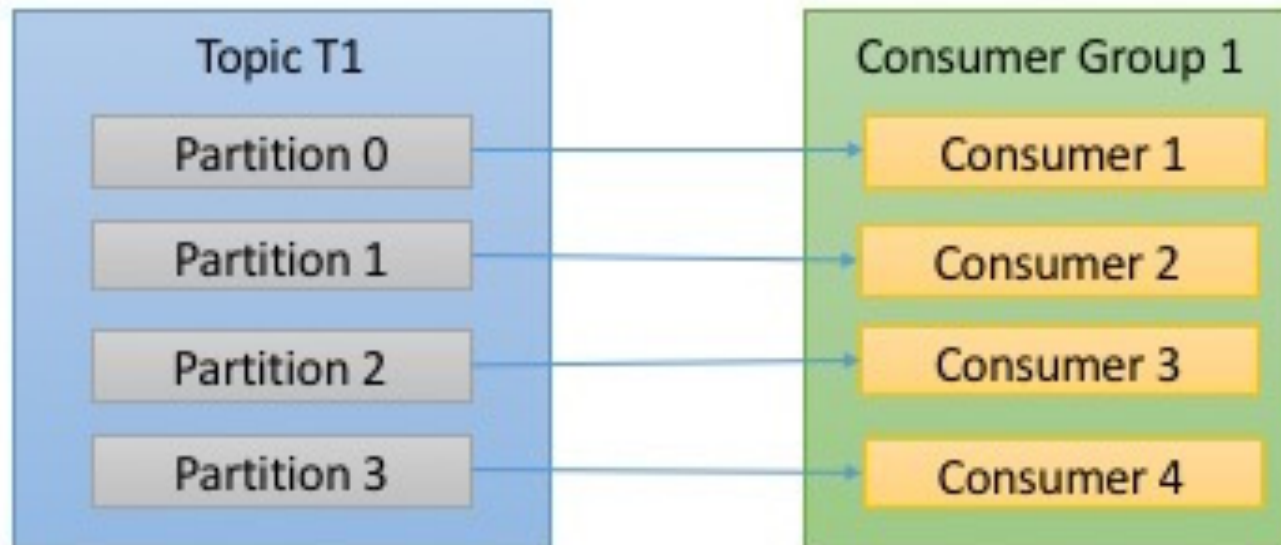 Topic T1
Partition 0
Partition 1
Partition 2
Partition 3
Consumer Group 1
Consumer 1
Consumer 2
Consumer 3
Consumer 4